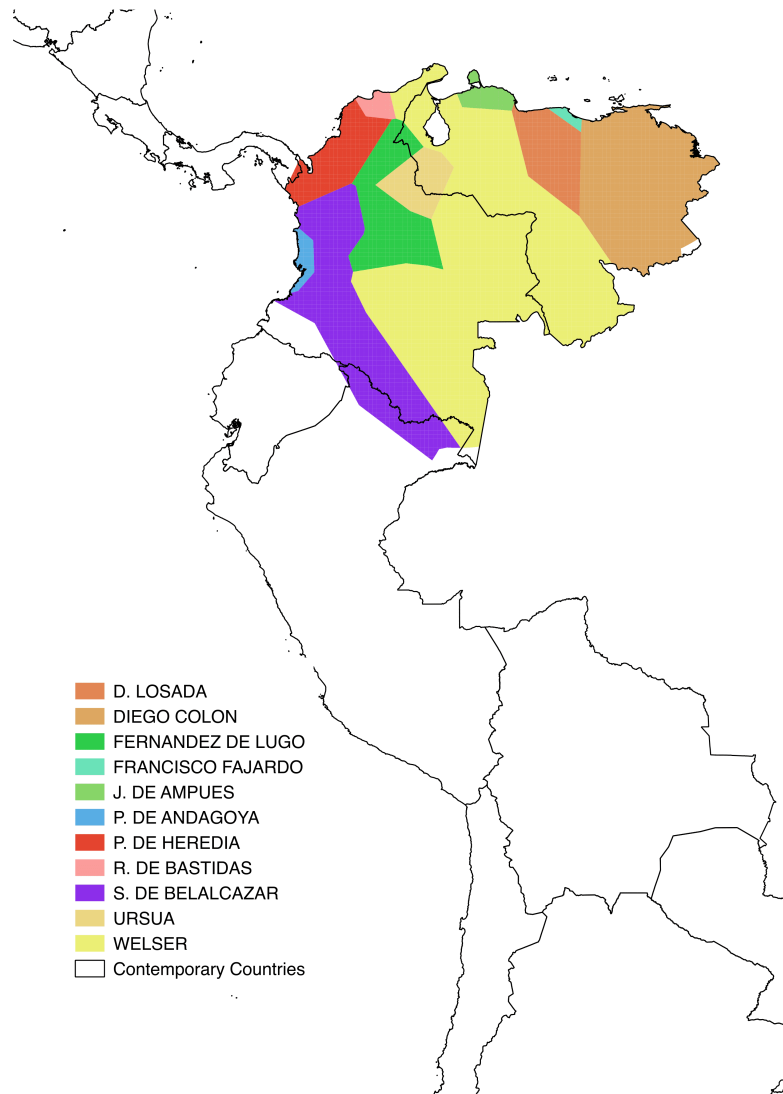 D. LOSADA
DIEGO COLON
FERNANDEZ DE LUGO
FRANCISCO FAJARDO
J. DE AMPUES
P. DE ANDAGOYA
P. DE HEREDIA
R. DE BASTIDAS
S. DE BELALCAZAR
URSUA
WELSER
Contemporary Countries